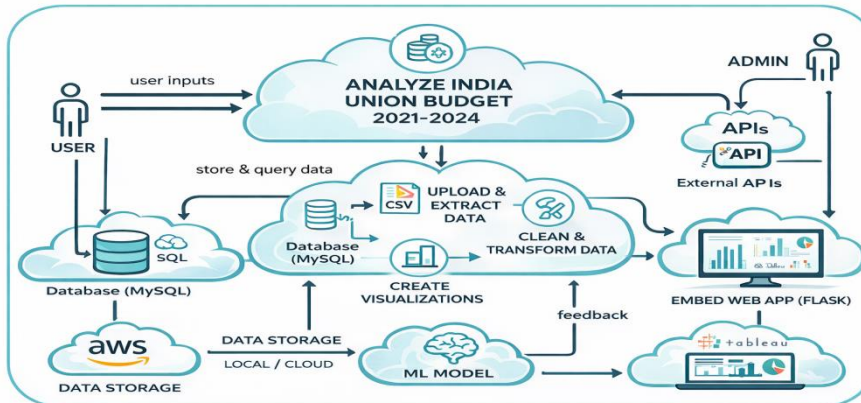 ANALYZE INDIA
UNION BUDGET
2021-2024
user inputs
USER
ADMIN
APIs
API
External APIs
store & query data
CSV
UPLOAD &
EXTRACT
DATA
Database
(MySQL)
CLEAN &
TRANSFORM DATA
CREATE
VISUALIZATIONS
SQL
Database (MySQL)
EMBED WEB APP (FLASK)
feedback
aws
DATA STORAGE
DATA STORAGE
LOCAL / CLOUD
ML MODEL
tableau